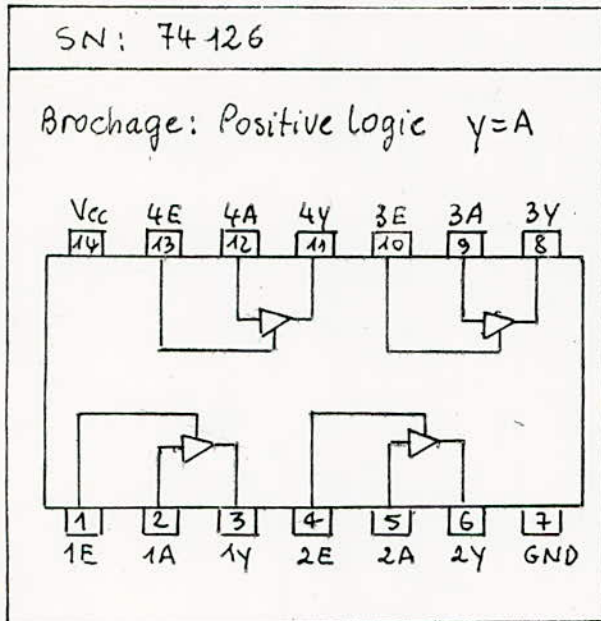 SN: 74126
Brochage: Positive logic y=A
Vcc 4E 4A 4Y 3E 3A 3Y
14 13 12 11 10 9 8
1 2 3 4 5 6 7
1E 1A 1Y 2E 2A 2Y GND